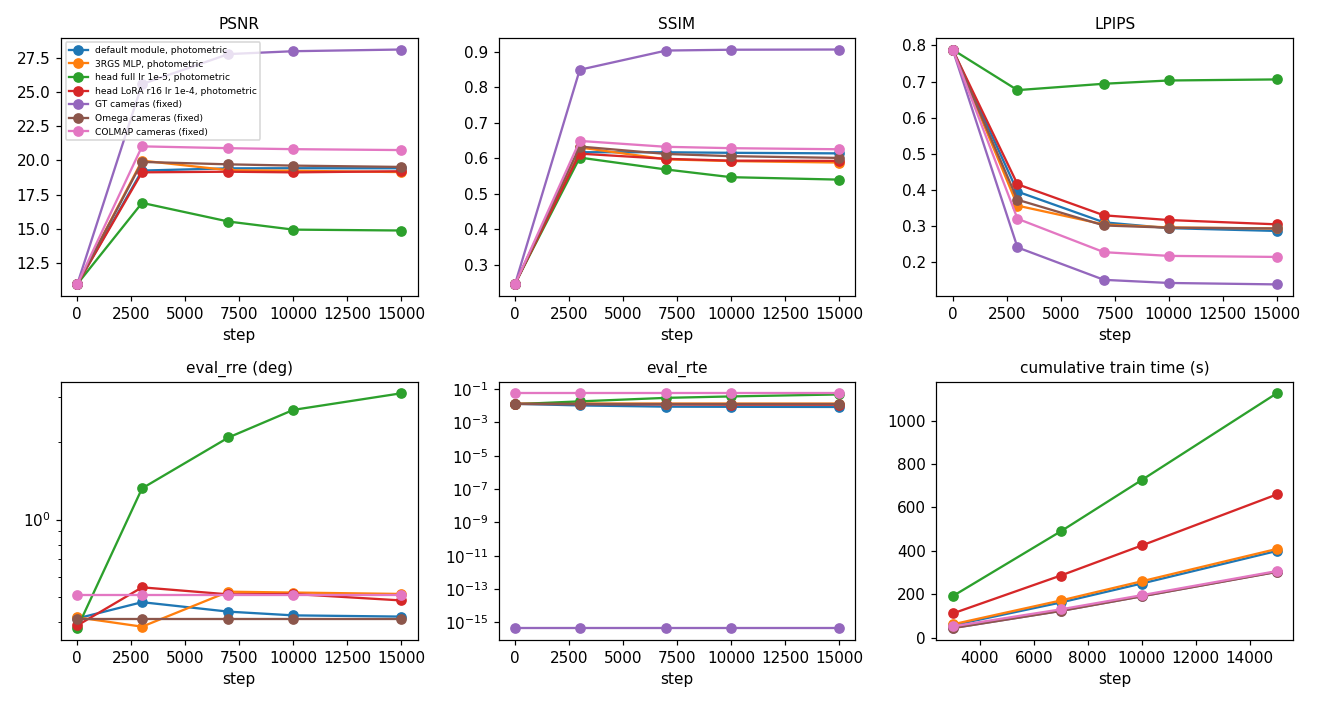 PSNR
27.5
25.0
22.5
20.0
17.5
15.0
12.5
default module, photometric
3RGS MLP, photometric
head full lr 1e-5, photometric
head LoRA r16 lr 1e-4, photometric
GT cameras (fixed)
Omega cameras (fixed)
COLMAP cameras (fixed)
0 2500 5000 7500 10000 12500 15000
step
SSIM
0.9
0.8
0.7
0.6
0.5
0.4
0.3
0 2500 5000 7500 10000 12500 15000
step
LPIPS
0.8
0.7
0.6
0.5
0.4
0.3
0.2
0 2500 5000 7500 10000 12500 15000
step
eval_rre (deg)
10⁰
0 2500 5000 7500 10000 12500 15000
step
eval_rte
10⁻¹
10⁻³
10⁻⁵
10⁻⁷
10⁻⁹
10⁻¹¹
10⁻¹³
10⁻¹⁵
0 2500 5000 7500 10000 12500 15000
step
cumulative train time (s)
1000
800
600
400
200
0
4000 6000 8000 10000 12000 14000
step